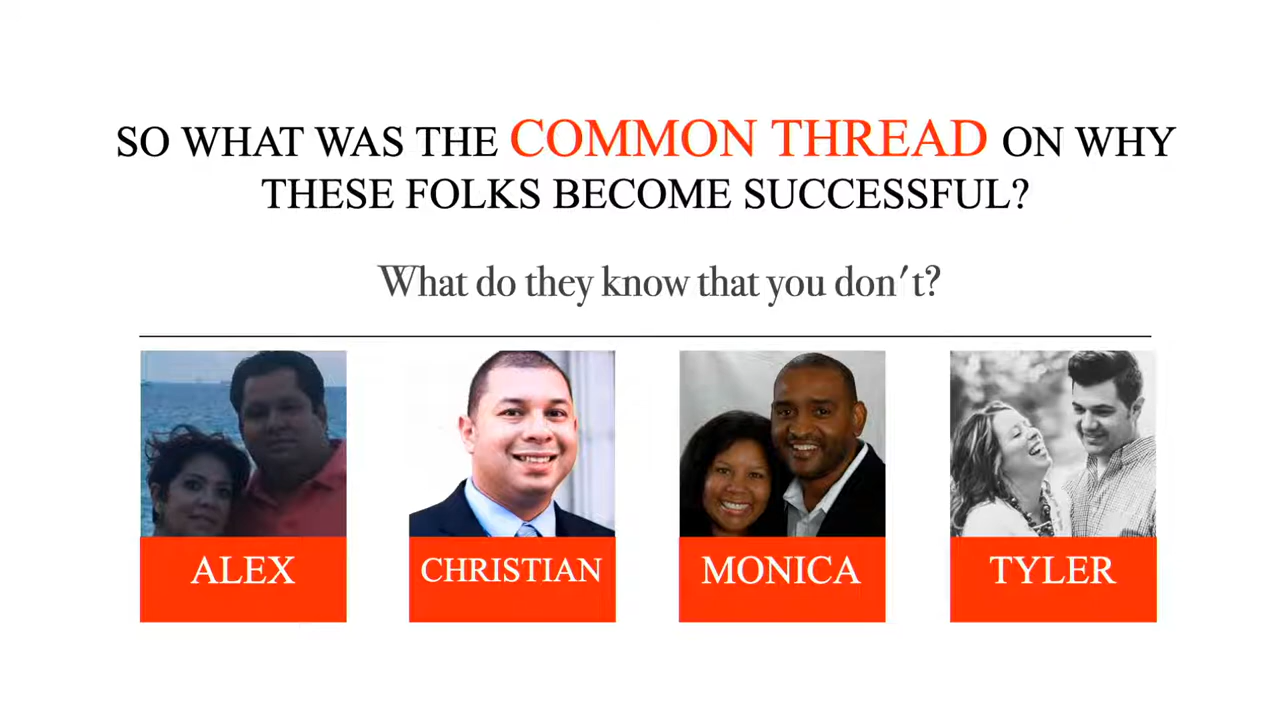 SO WHAT WAS THE COMMON THREAD ON WHY
THESE FOLKS BECOME SUCCESSFUL?
What do they know that you don't?
ALEX
CHRISTIAN
MONICA
TYLER